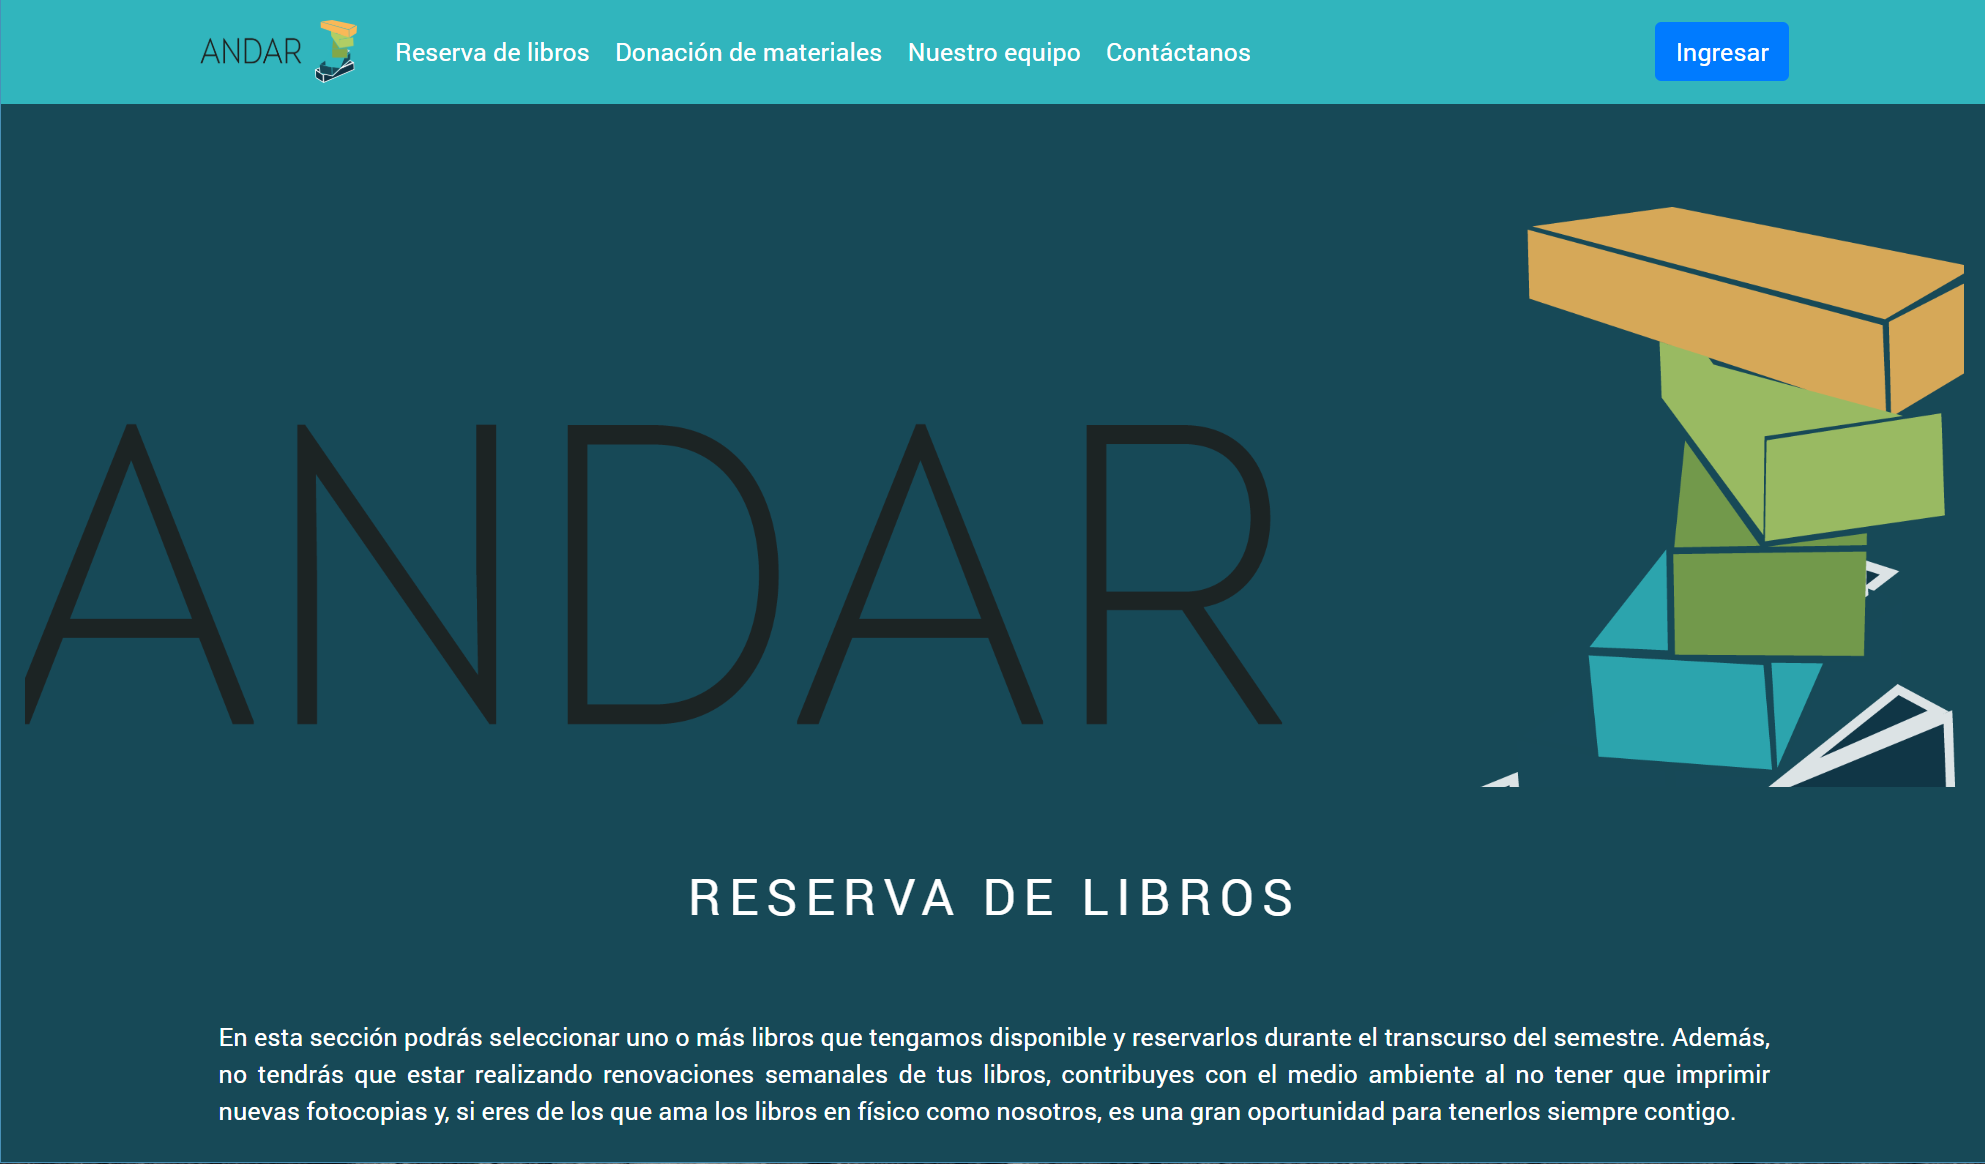 ANDAR
Reserva de libros
Donación de materiales
Nuestro equipo
Contáctanos
Ingresar
ANDAR
RESERVA DE LIBROS
En esta sección podrás seleccionar uno o más libros que tengamos disponible y reservarlos durante el transcurso del semestre. Además,
no tendrás que estar realizando renovaciones semanales de tus libros, contribuyes con el medio ambiente al no tener que imprimir
nuevas fotocopias y, si eres de los que ama los libros en físico como nosotros, es una gran oportunidad para tenerlos siempre contigo.